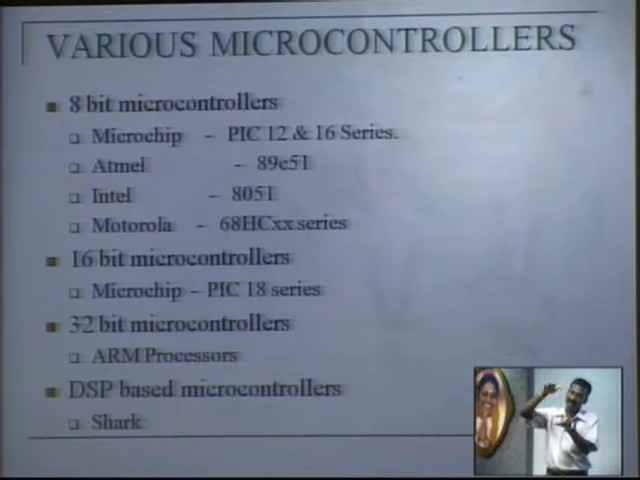 VARIOUS MICROCONTROLLERS
8 bit microcontrollers
Microchip – PIC 12 & 16 Series.
Atmel – 89c51
Intel – 8051
Motorola – 68HCxx series
16 bit microcontrollers
Microchip – PIC 18 series
32 bit microcontrollers
ARM Processors
DSP based microcontrollers
Shark